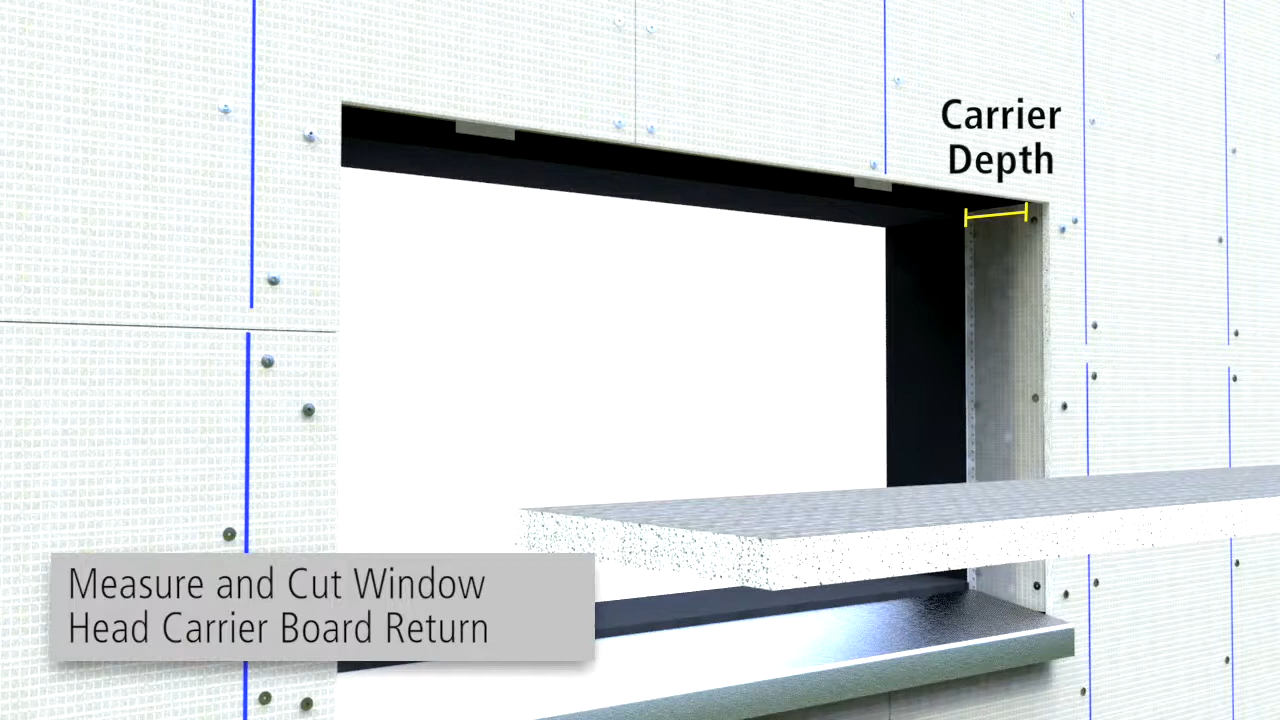 Carrier
Depth
Measure and Cut Window
Head Carrier Board Return